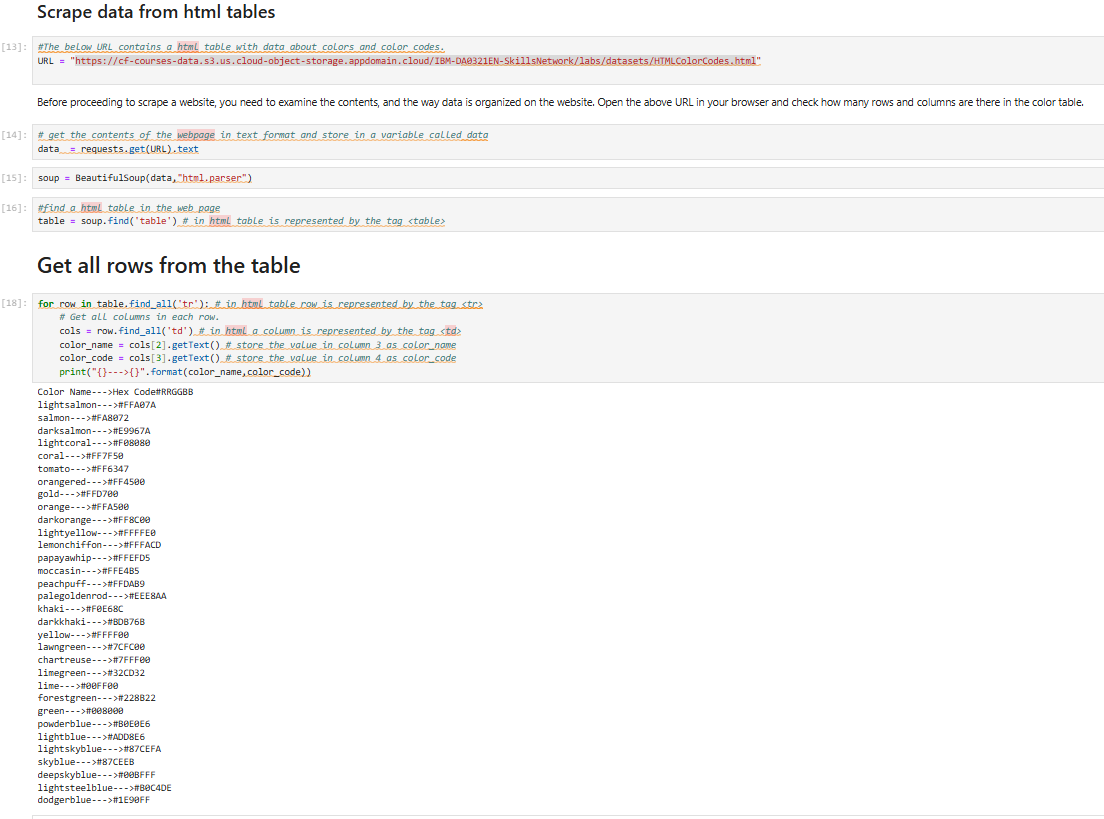 Scrape data from html tables
[13]: #The below URL contains a html table with data about colors and color codes.
URL = "https://cf-courses-data.s3.us.cloud-object-storage.appdomain.cloud/IBM-DA0321EN-SkillsNetwork/labs/datasets/HTMLColorCodes.html"
Before proceeding to scrape a website, you need to examine the contents, and the way data is organized on the website. Open the above URL in your browser and check how many rows and columns are there in the color table.
[14]: # get the contents of the webpage in text format and store in a variable called data
data  = requests.get(URL).text
[15]: soup = BeautifulSoup(data,"html.parser")
[16]: #find a html table in the web page
table = soup.find('table') # in html table is represented by the tag <table>
Get all rows from the table
[18]: for row in table.find_all('tr'): # in html table row is represented by the tag <tr>
    # Get all columns in each row.
    cols = row.find_all('td') # in html a column is represented by the tag <td>
    color_name = cols[2].getText() # store the value in column 3 as color_name
    color_code = cols[3].getText() # store the value in column 4 as color_code
    print("{}--->{}".format(color_name,color_code))
Color Name--->Hex Code#RRGGBB
lightsalmon--->#FFA07A
salmon--->#FA8072
darksalmon--->#E9967A
lightcoral--->#F08080
coral--->#FF7F50
tomato--->#FF6347
orangered--->#FF4500
gold--->#FFD700
orange--->#FFA500
darkorange--->#FF8C00
lightyellow--->#FFFFE0
lemonchiffon--->#FFFACD
papayawhip--->#FFEFD5
moccasin--->#FFE4B5
peachpuff--->#FFDAB9
palegoldenrod--->#EEE8AA
khaki--->#F0E68C
darkkhaki--->#BDB76B
yellow--->#FFFF00
lawngreen--->#7CFC00
chartreuse--->#7FFF00
limegreen--->#32CD32
lime--->#00FF00
forestgreen--->#228B22
green--->#008000
powderblue--->#B0E0E6
lightblue--->#ADD8E6
lightskyblue--->#87CEFA
skyblue--->#87CEEB
deepskyblue--->#00BFFF
lightsteelblue--->#B0C4DE
dodgerblue--->#1E90FF